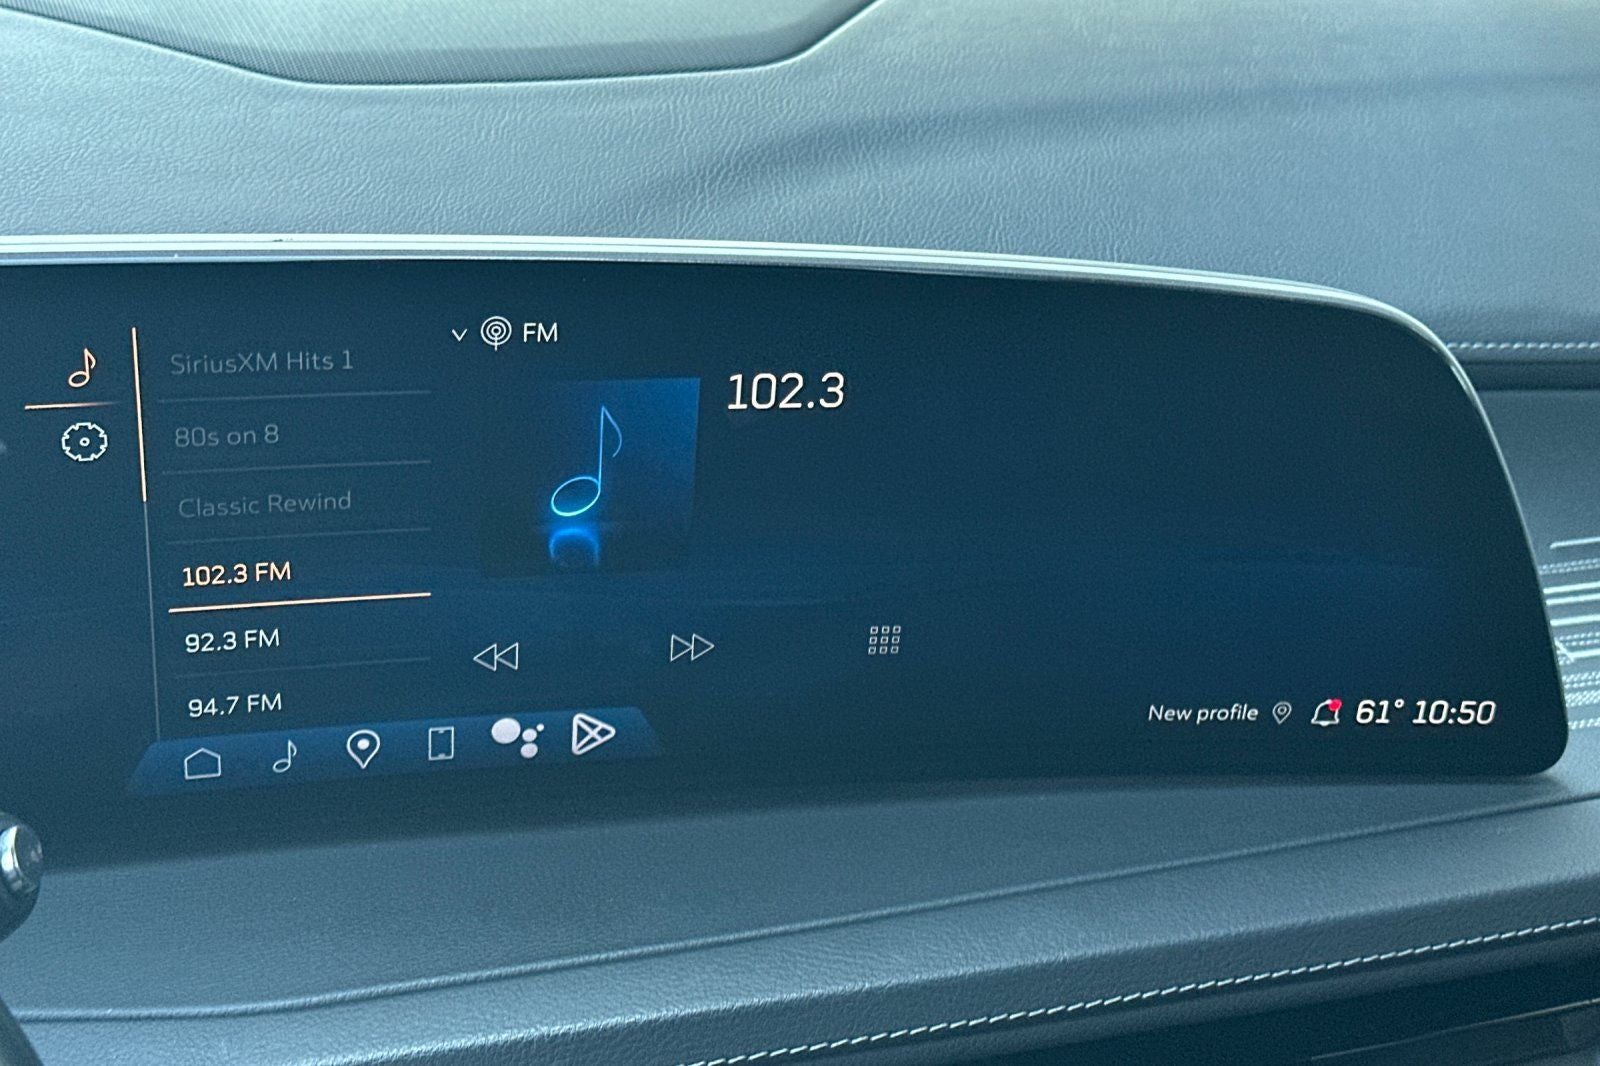 SiriusXM Hits 1
80s on 8
Classic Rewind
102.3 FM
92.3 FM
94.7 FM
FM
102.3
New profile 61° 10:50